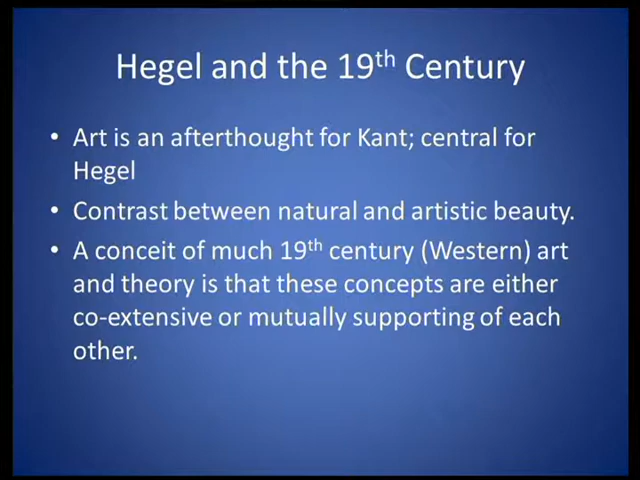 Hegel and the 19th Century
• Art is an afterthought for Kant; central for
Hegel
• Contrast between natural and artistic beauty.
• A conceit of much 19th century (Western) art
and theory is that these concepts are either
co-extensive or mutually supporting of each
other.